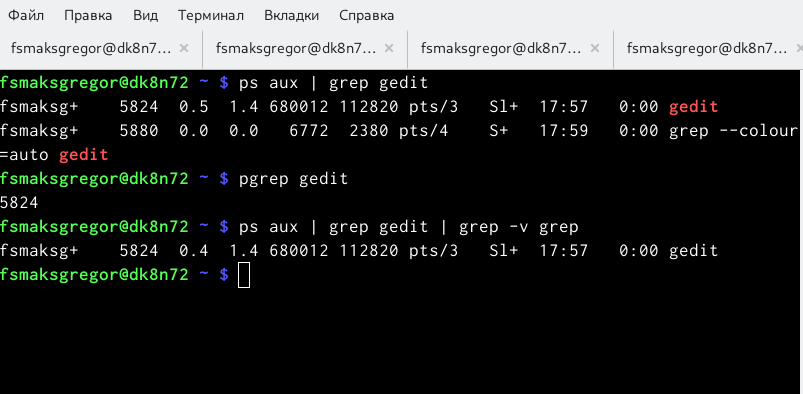 Файл Правка Вид Терминал Вкладки Справка
fsmaksgregor@dk8n7... × fsmaksgregor@dk8n7... × fsmaksgregor@dk8n7... × fsmaksgregor@dk8n7... ×
fsmaksgregor@dk8n72 ~ $ ps aux | grep gedit
fsmaksg+    5824  0.5  1.4 680012 112820 pts/3   Sl+  17:57   0:00 gedit
fsmaksg+    5880  0.0  0.0   6772  2380 pts/4    S+   17:59   0:00 grep --colour
=auto gedit
fsmaksgregor@dk8n72 ~ $ pgrep gedit
5824
fsmaksgregor@dk8n72 ~ $ ps aux | grep gedit | grep -v grep
fsmaksg+    5824  0.4  1.4 680012 112820 pts/3   Sl+  17:57   0:00 gedit
fsmaksgregor@dk8n72 ~ $